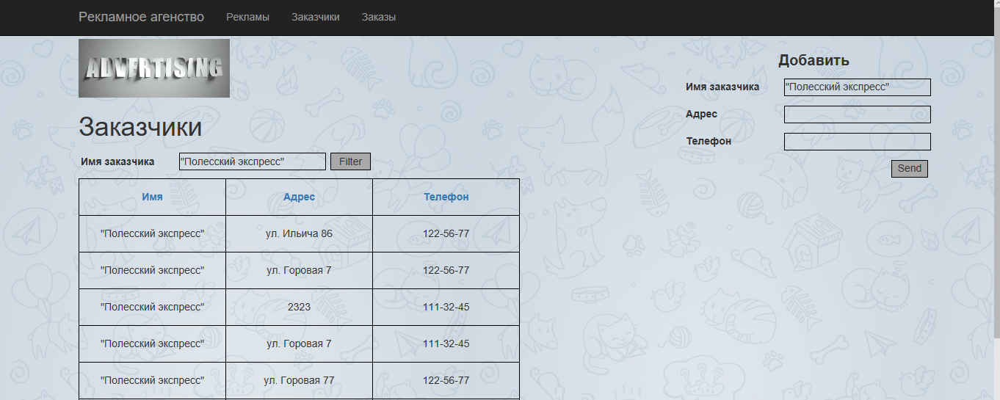 Рекламное агенство Рекламы Заказчики Заказы
ADVERTISING
Заказчики
Имя заказчика "Полесский экспресс" Filter
Имя Адрес Телефон
"Полесский экспресс" ул. Ильича 86 122-56-77
"Полесский экспресс" ул. Горовая 7 122-56-77
"Полесский экспресс" 2323 111-32-45
"Полесский экспресс" ул. Горовая 7 111-32-45
"Полесский экспресс" ул. Горовая 77 122-56-77
Добавить
Имя заказчика "Полесский экспресс"
Адрес
Телефон
Send